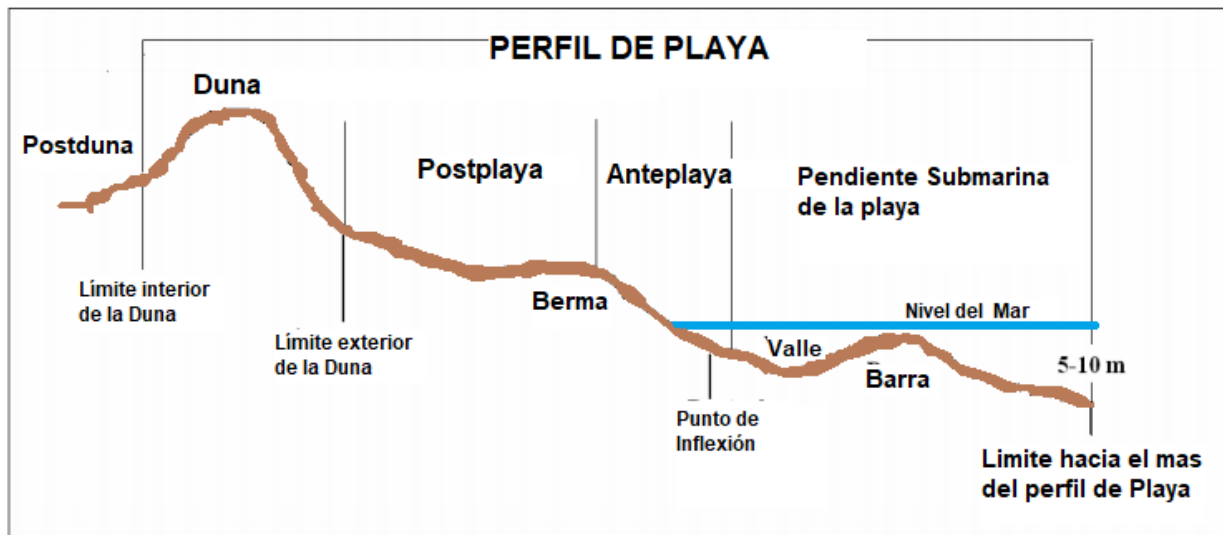 PERFIL DE PLAYA
Duna
Postduna
Postplaya
Anteplaya
Pendiente Submarina
de la playa
Límite interior
de la Duna
Berma
Límite exterior
de la Duna
Nivel del Mar
Valle
Barra
5-10 m
Punto de
Inflexión
Limite hacia el mas
del perfil de Playa